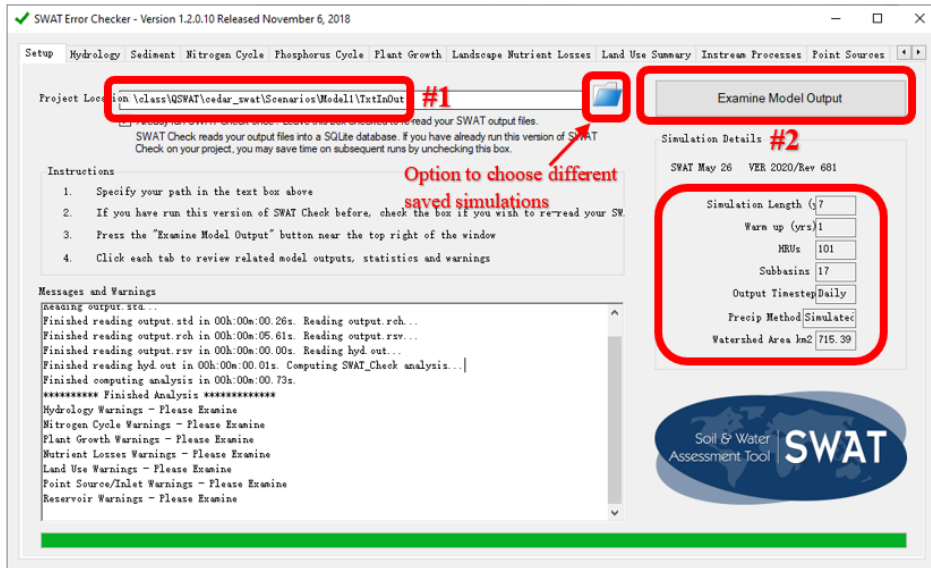 SWAT Error Checker - Version 1.2.0.10 Released November 6, 2018
Setup Hydrology Sediment Nitrogen Cycle Phosphorus Cycle Plant Growth Landscape Nutrient Losses Land Use Summary Instream Processes Point Sources
Project Location \class\QSWAT\cedar_swat\Scenarios\Model1\TxtInOut #1
Examine Model Output
Already run SWAT Check once? Leave this box checked to re-read your SWAT output files.
SWAT Check reads your output files into a SQLite database. If you have already run this version of SWAT
Check on your project, you may save time on subsequent runs by unchecking this box.
Simulation Details #2
SWAT May 26 VER 2020/Rev 681
Option to choose different
saved simulations
Instructions
1. Specify your path in the text box above
2. If you have run this version of SWAT Check before, check the box if you wish to re-read your SW
3. Press the "Examine Model Output" button near the top right of the window
4. Click each tab to review related model outputs, statistics and warnings
Simulation Length (y 7
Warm up (yrs) 1
HRUs 101
Subbasins 17
Output Timestep Daily
Precip Method Simulated
Watershed Area km2 715.39
Messages and Warnings
Reading output.std...
Finished reading output.std in 00h:00m:00.26s. Reading output.rch...
Finished reading output.rch in 00h:00m:05.61s. Reading output.rsv...
Finished reading output.rsv in 00h:00m:00.00s. Reading hyd.out...
Finished reading hyd.out in 00h:00m:00.01s. Computing SWAT_Check analysis...
Finished computing analysis in 00h:00m:00.73s.
********** Finished Analysis *************
Hydrology Warnings - Please Examine
Nitrogen Cycle Warnings - Please Examine
Plant Growth Warnings - Please Examine
Nutrient Losses Warnings - Please Examine
Land Use Warnings - Please Examine
Point Source/Inlet Warnings - Please Examine
Reservoir Warnings - Please Examine
Soil & Water
Assessment Tool
SWAT